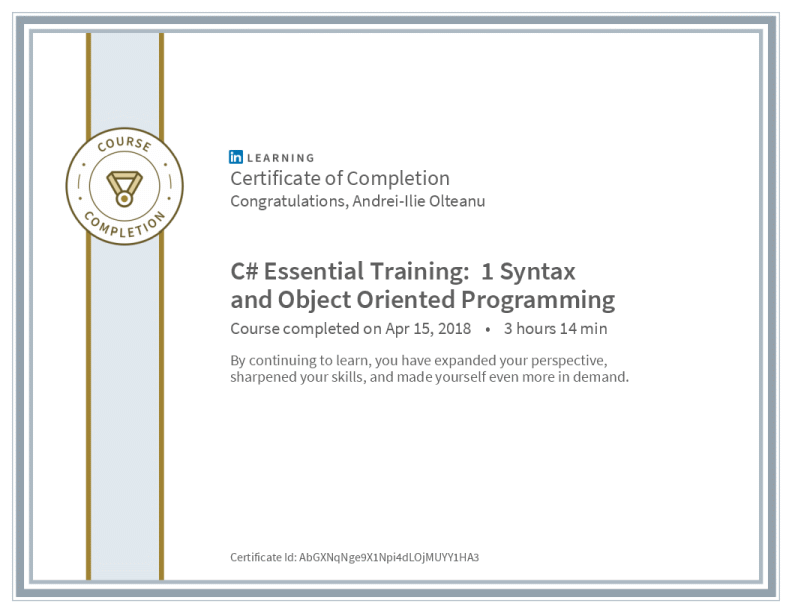 COURSE
COMPLETION
in LEARNING
Certificate of Completion
Congratulations, Andrei-Ilie Olteanu
C# Essential Training:  1 Syntax
and Object Oriented Programming
Course completed on Apr 15, 2018 • 3 hours 14 min
By continuing to learn, you have expanded your perspective,
sharpened your skills, and made yourself even more in demand.
Certificate Id: AbGXNqNge9X1Npi4dLOjMUYY1HA3